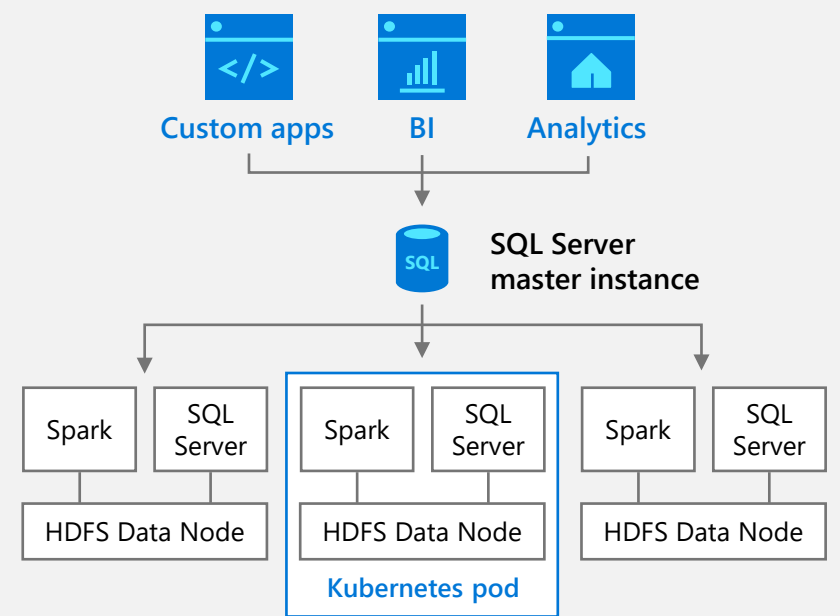 </>
Custom apps
BI
Analytics
SQL
SQL Server
master instance
Spark
SQL
Server
HDFS Data Node
Spark
SQL
Server
HDFS Data Node
Kubernetes pod
Spark
SQL
Server
HDFS Data Node